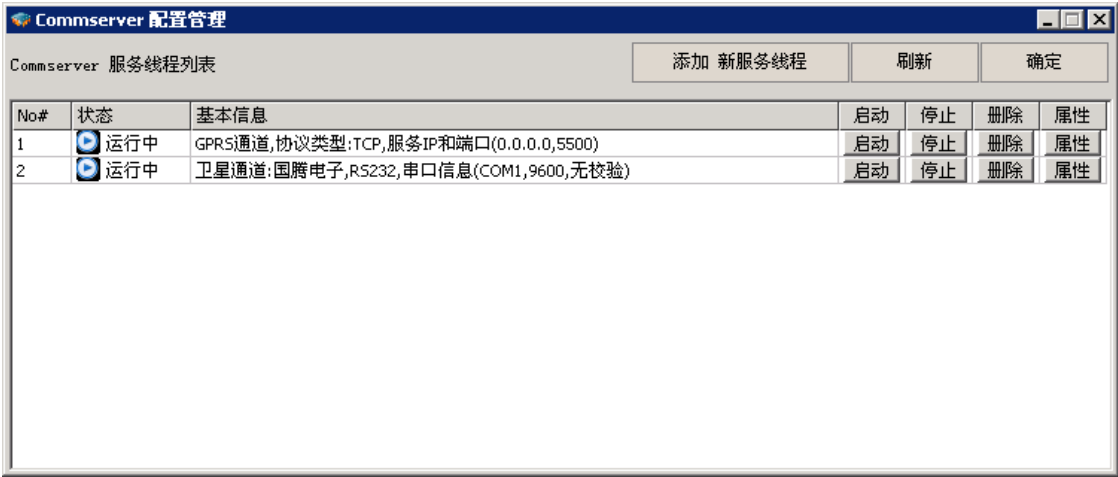 Commserver 配置管理
Commserver 服务线程列表 添加 新服务线程 刷新 确定
No# 状态 基本信息 启动 停止 删除 属性
1 运行中 GPRS通道,协议类型:TCP,服务IP和端口(0.0.0.0,5500) 启动 停止 删除 属性
2 运行中 卫星通道:国腾电子,RS232,串口信息(COM1,9600,无校验) 启动 停止 删除 属性